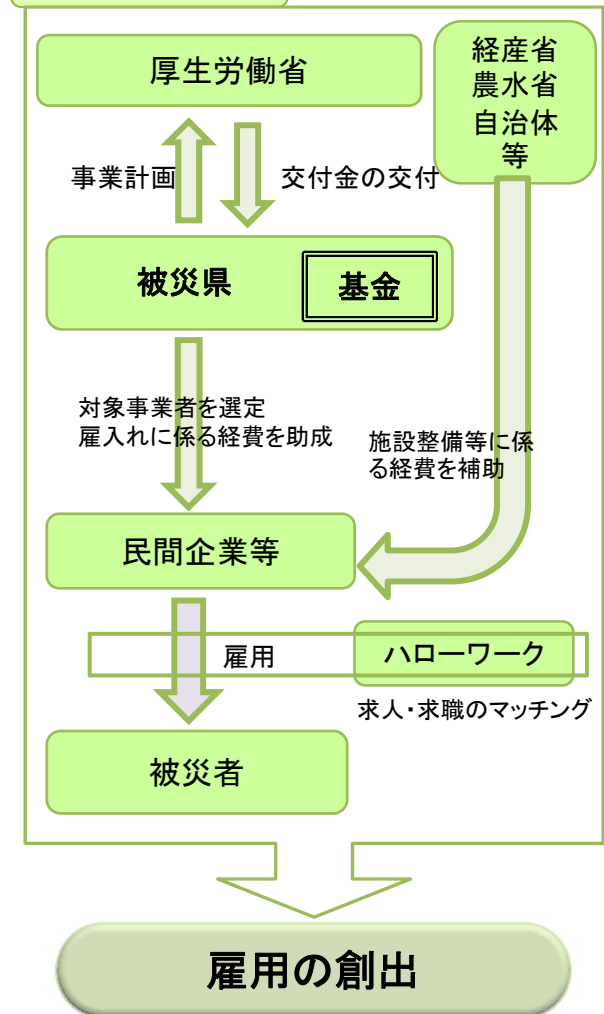 厚生労働省
経産省
農水省
自治体
等
事業計画
交付金の交付
被災県
基金
対象事業者を選定
雇入れに係る経費を助成
施設整備等に係
る経費を補助
民間企業等
雇用
ハローワーク
求人・求職のマッチング
被災者
雇用の創出